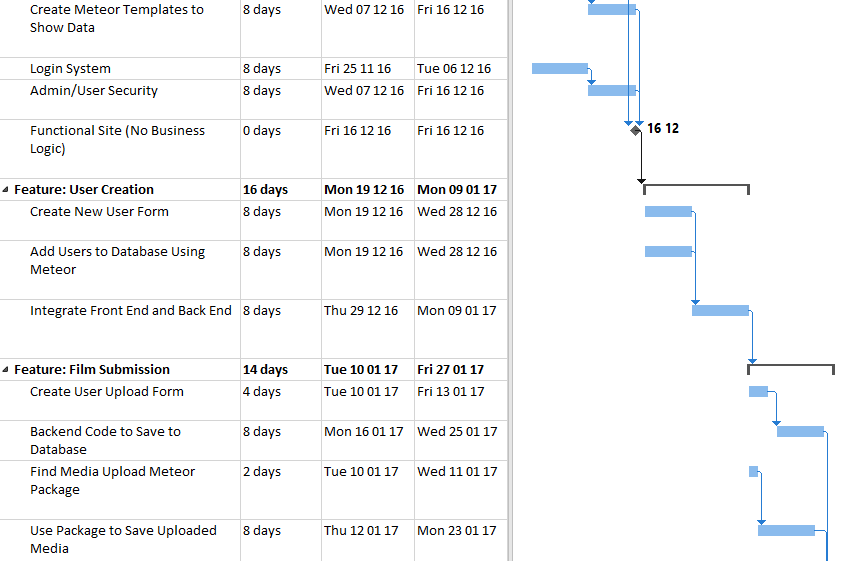 Create Meteor Templates to 8 days Wed 07 12 16 Fri 16 12 16
Show Data
Login System 8 days Fri 25 11 16 Tue 06 12 16
Admin/User Security 8 days Wed 07 12 16 Fri 16 12 16
Functional Site (No Business 0 days Fri 16 12 16 Fri 16 12 16 16 12
Logic)
Feature: User Creation 16 days Mon 19 12 16 Mon 09 01 17
Create New User Form 8 days Mon 19 12 16 Wed 28 12 16
Add Users to Database Using 8 days Mon 19 12 16 Wed 28 12 16
Meteor
Integrate Front End and Back End 8 days Thu 29 12 16 Mon 09 01 17
Feature: Film Submission 14 days Tue 10 01 17 Fri 27 01 17
Create User Upload Form 4 days Tue 10 01 17 Fri 13 01 17
Backend Code to Save to 8 days Mon 16 01 17 Wed 25 01 17
Database
Find Media Upload Meteor 2 days Tue 10 01 17 Wed 11 01 17
Package
Use Package to Save Uploaded 8 days Thu 12 01 17 Mon 23 01 17
Media